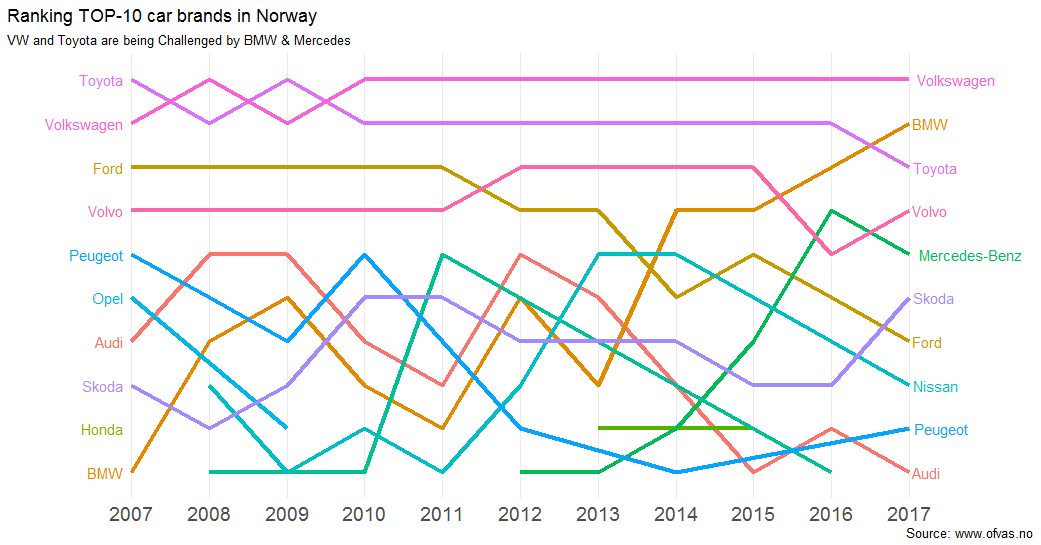 Ranking TOP-10 car brands in Norway
VW and Toyota are being Challenged by BMW & Mercedes
Toyota
Volkswagen
Volkswagen
BMW
Ford
Toyota
Volvo
Volvo
Peugeot
Mercedes-Benz
Opel
Skoda
Audi
Ford
Skoda
Nissan
Honda
Peugeot
BMW
Audi
2007 2008 2009 2010 2011 2012 2013 2014 2015 2016 2017
Source: www.ofvas.no